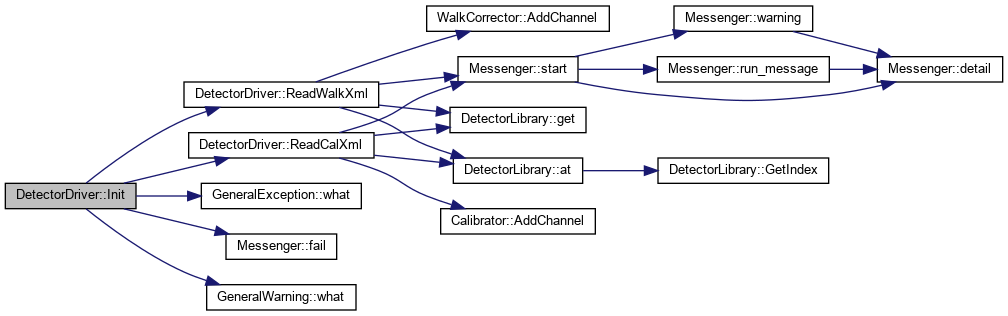 DetectorDriver::Init
DetectorDriver::ReadWalkXml
DetectorDriver::ReadCalXml
GeneralException::what
Messenger::fail
GeneralWarning::what
WalkCorrector::AddChannel
Messenger::start
DetectorLibrary::get
DetectorLibrary::at
Calibrator::AddChannel
Messenger::warning
Messenger::run_message
DetectorLibrary::GetIndex
Messenger::detail